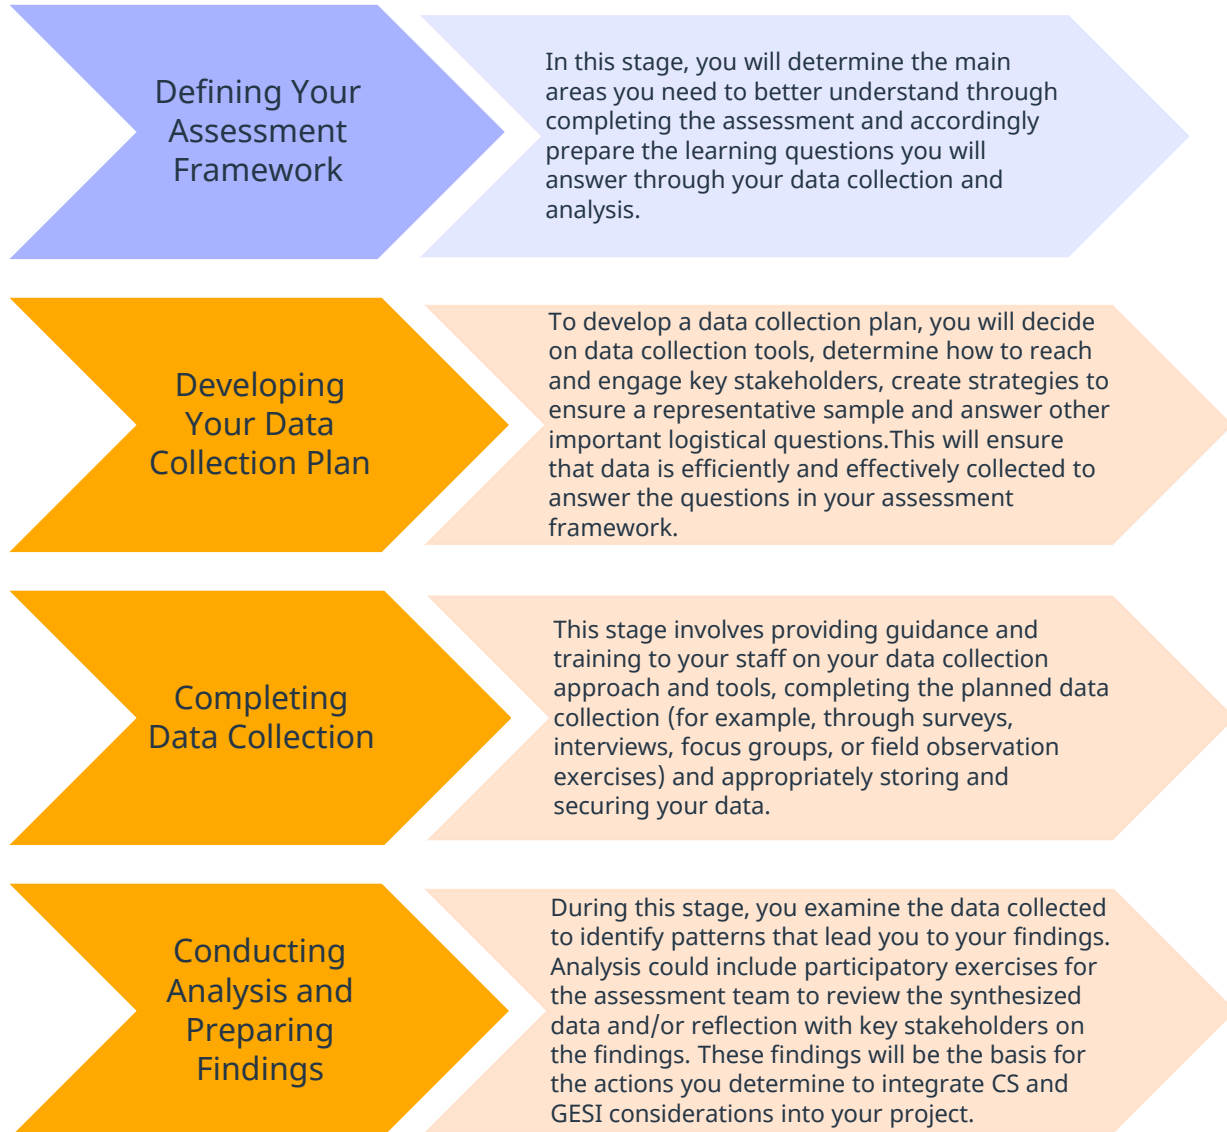 Defining Your
Assessment
Framework
In this stage, you will determine the main
areas you need to better understand through
completing the assessment and accordingly
prepare the learning questions you will
answer through your data collection and
analysis.
Developing
Your Data
Collection Plan
To develop a data collection plan, you will decide
on data collection tools, determine how to reach
and engage key stakeholders, create strategies to
ensure a representative sample and answer other
important logistical questions.This will ensure
that data is efficiently and effectively collected to
answer the questions in your assessment
framework.
Completing
Data Collection
This stage involves providing guidance and
training to your staff on your data collection
approach and tools, completing the planned data
collection (for example, through surveys,
interviews, focus groups, or field observation
exercises) and appropriately storing and
securing your data.
Conducting
Analysis and
Preparing
Findings
During this stage, you examine the data collected
to identify patterns that lead you to your findings.
Analysis could include participatory exercises for
the assessment team to review the synthesized
data and/or reflection with key stakeholders on
the findings. These findings will be the basis for
the actions you determine to integrate CS and
GESI considerations into your project.